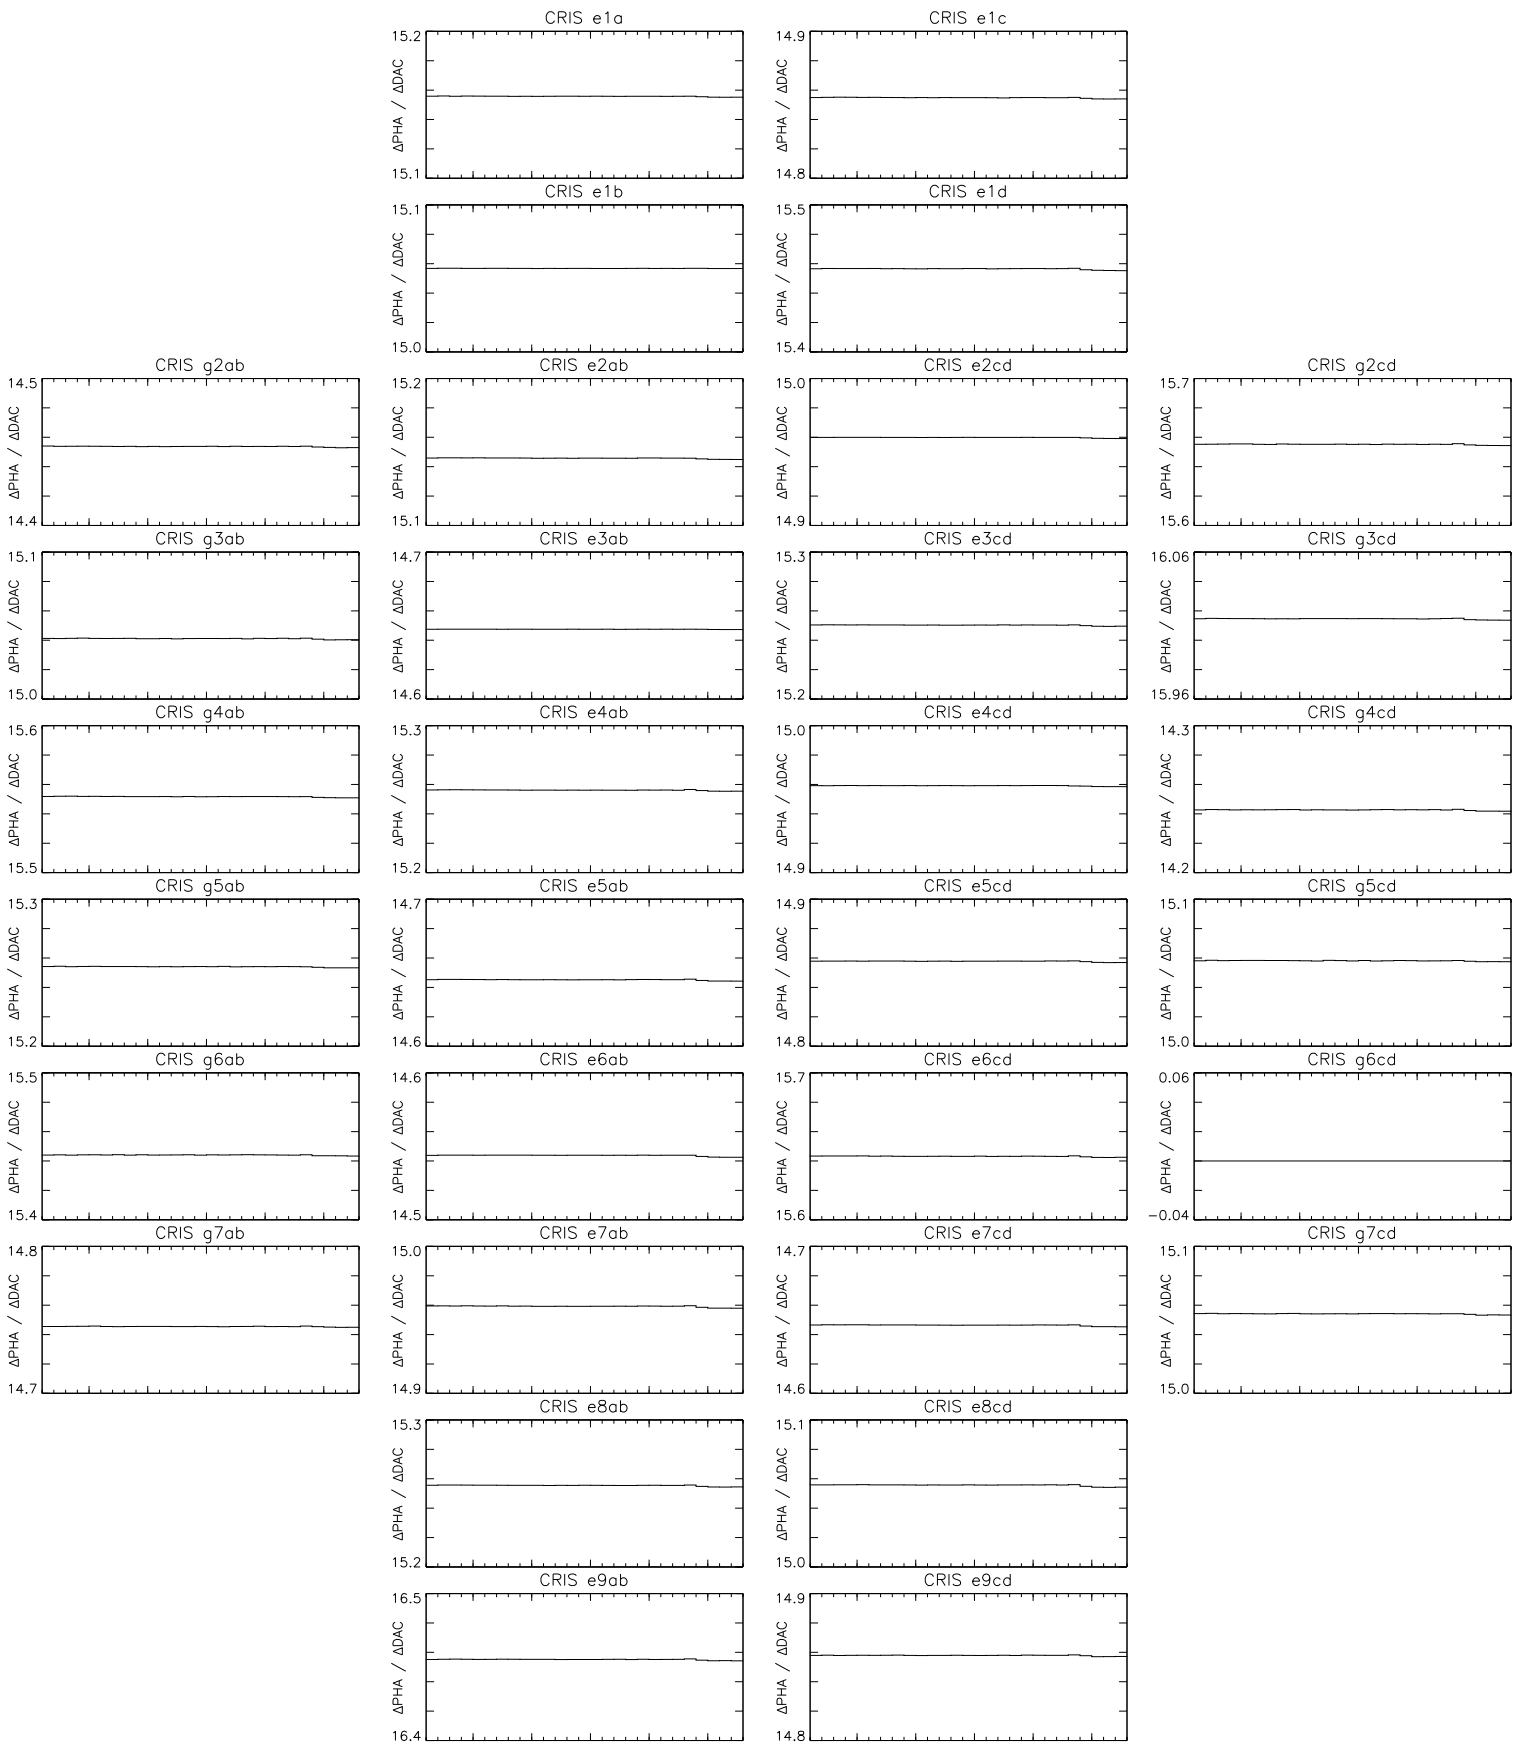 CRIS e1a
15.2
ΔPHA / ΔDAC
15.1
CRIS e1c
14.9
ΔPHA / ΔDAC
14.8
CRIS e1b
15.1
ΔPHA / ΔDAC
15.0
CRIS e1d
15.5
ΔPHA / ΔDAC
15.4
CRIS g2ab
14.5
ΔPHA / ΔDAC
14.4
CRIS e2ab
15.2
ΔPHA / ΔDAC
15.1
CRIS e2cd
15.0
ΔPHA / ΔDAC
14.9
CRIS g2cd
15.7
ΔPHA / ΔDAC
15.6
CRIS g3ab
15.1
ΔPHA / ΔDAC
15.0
CRIS e3ab
14.7
ΔPHA / ΔDAC
14.6
CRIS e3cd
15.3
ΔPHA / ΔDAC
15.2
CRIS g3cd
16.06
ΔPHA / ΔDAC
15.96
CRIS g4ab
15.6
ΔPHA / ΔDAC
15.5
CRIS e4ab
15.3
ΔPHA / ΔDAC
15.2
CRIS e4cd
15.0
ΔPHA / ΔDAC
14.9
CRIS g4cd
14.3
ΔPHA / ΔDAC
14.2
CRIS g5ab
15.3
ΔPHA / ΔDAC
15.2
CRIS e5ab
14.7
ΔPHA / ΔDAC
14.6
CRIS e5cd
14.9
ΔPHA / ΔDAC
14.8
CRIS g5cd
15.1
ΔPHA / ΔDAC
15.0
CRIS g6ab
15.5
ΔPHA / ΔDAC
15.4
CRIS e6ab
14.6
ΔPHA / ΔDAC
14.5
CRIS e6cd
15.7
ΔPHA / ΔDAC
15.6
CRIS g6cd
0.06
ΔPHA / ΔDAC
−0.04
CRIS g7ab
14.8
ΔPHA / ΔDAC
14.7
CRIS e7ab
15.0
ΔPHA / ΔDAC
14.9
CRIS e7cd
14.7
ΔPHA / ΔDAC
14.6
CRIS g7cd
15.1
ΔPHA / ΔDAC
15.0
CRIS e8ab
15.3
ΔPHA / ΔDAC
15.2
CRIS e8cd
15.1
ΔPHA / ΔDAC
15.0
CRIS e9ab
16.5
ΔPHA / ΔDAC
16.4
CRIS e9cd
14.9
ΔPHA / ΔDAC
14.8